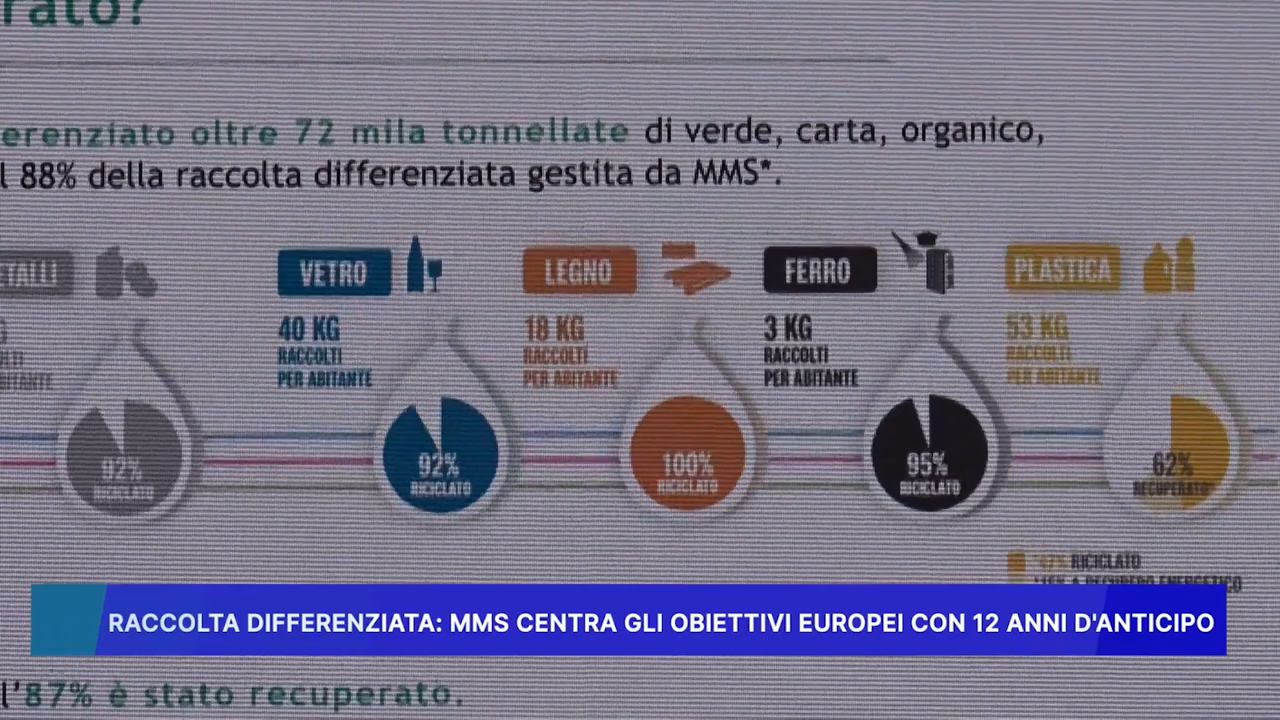 rato?
erenziato oltre 72 mila tonnellate di verde, carta, organico,
l 88% della raccolta differenziata gestita da MMS*.
TALLI
VETRO
LEGNO
FERRO
PLASTICA
40 KG
RACCOLTI
PER ABITANTE
18 KG
RACCOLTI
PER ABITANTE
3 KG
RACCOLTI
PER ABITANTE
53 KG
RACCOLTI
PER ABITANTE
92%
RICICLATO
92%
RICICLATO
100%
RICICLATO
95%
RICICLATO
62%
RECUPERATO
RICICLATO
RACCOLTA DIFFERENZIATA: MMS CENTRA GLI OBIETTIVI EUROPEI CON 12 ANNI D'ANTICIPO
l'87% è stato recuperato.